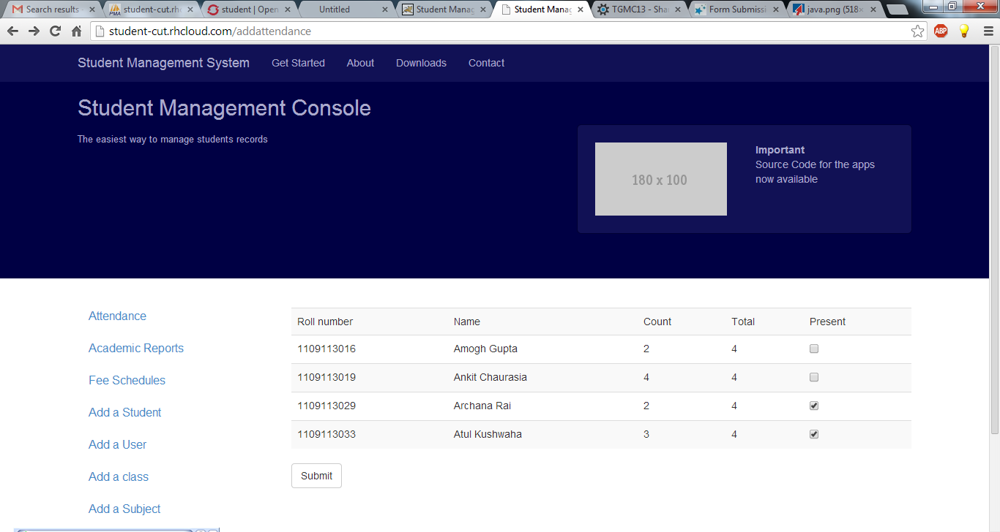 Search results
student-cut.rh
student | Open
Untitled
Student Manag
Student Manag
TGMC13 - Sha
Form Submissi
java.png (518×
student-cut.rhcloud.com/addattendance
ABP
Student Management System Get Started About Downloads Contact
Student Management Console
The easiest way to manage students records
180 x 100
Important
Source Code for the apps
now available
Attendance
Academic Reports
Fee Schedules
Add a Student
Add a User
Add a class
Add a Subject
Roll number Name Count Total Present
1109113016 Amogh Gupta 2 4
1109113019 Ankit Chaurasia 4 4
1109113029 Archana Rai 2 4
1109113033 Atul Kushwaha 3 4
Submit